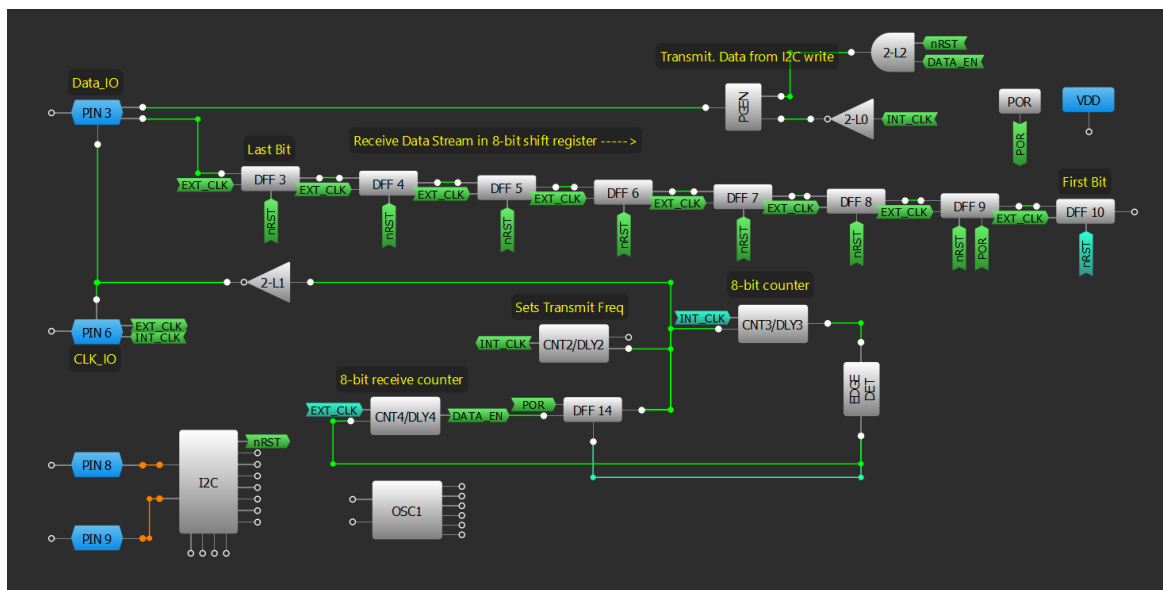 Transmit. Data from I2C write
2-L2
nRST
DATA_EN
Data_IO
PIN 3
PGEN
2-L0
INT_CLK
POR
POR
VDD
Receive Data Stream in 8-bit shift register ----->
Last Bit
First Bit
EXT_CLK
DFF 3
EXT_CLK
DFF 4
EXT_CLK
DFF 5
EXT_CLK
DFF 6
EXT_CLK
DFF 7
EXT_CLK
DFF 8
EXT_CLK
DFF 9
EXT_CLK
DFF 10
nRST
nRST
nRST
nRST
nRST
nRST
nRST
POR
nRST
2-L1
8-bit counter
Sets Transmit Freq
INT_CLK
CNT3/DLY3
PIN 6
EXT_CLK
INT_CLK
CLK_IO
INT_CLK
CNT2/DLY2
EDGE
DET
8-bit receive counter
EXT_CLK
CNT4/DLY4
DATA_EN
POR
DFF 14
nRST
PIN 8
I2C
PIN 9
OSC1